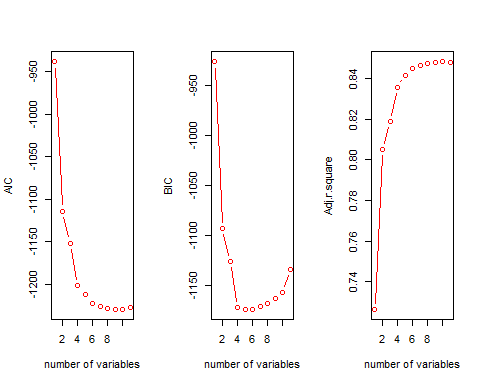 AIC
-950
-1000
-1050
-1100
-1150
-1200
2 4 6 8
number of variables
BIC
-950
-1000
-1050
-1100
-1150
2 4 6 8
number of variables
Adj.r.square
0.84
0.82
0.80
0.78
0.76
0.74
2 4 6 8
number of variables